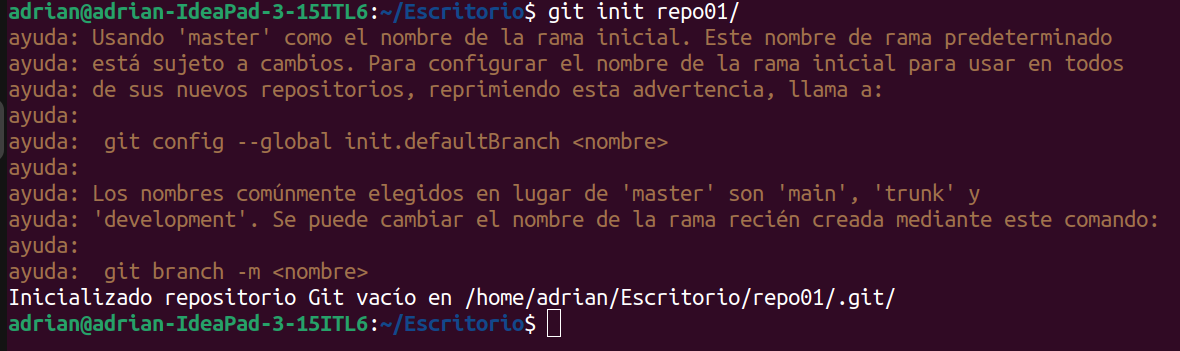 adrian@adrian-IdeaPad-3-15ITL6:~/Escritorio$ git init repo01/
ayuda: Usando 'master' como el nombre de la rama inicial. Este nombre de rama predeterminado
ayuda: está sujeto a cambios. Para configurar el nombre de la rama inicial para usar en todos
ayuda: de sus nuevos repositorios, reprimiendo esta advertencia, llama a:
ayuda:
ayuda:  git config --global init.defaultBranch <nombre>
ayuda:
ayuda: Los nombres comúnmente elegidos en lugar de 'master' son 'main', 'trunk' y
ayuda: 'development'. Se puede cambiar el nombre de la rama recién creada mediante este comando:
ayuda:
ayuda:  git branch -m <nombre>
Inicializado repositorio Git vacío en /home/adrian/Escritorio/repo01/.git/
adrian@adrian-IdeaPad-3-15ITL6:~/Escritorio$